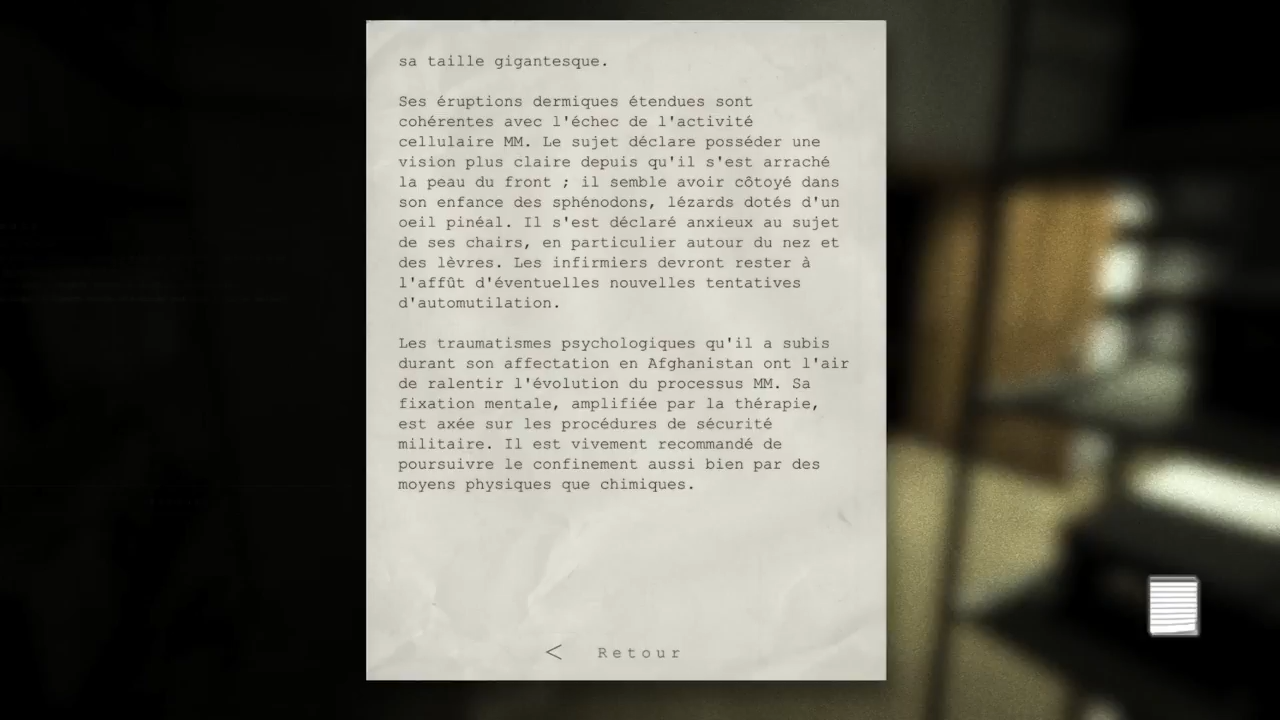 sa taille gigantesque.
Ses éruptions dermiques étendues sont
cohérentes avec l'échec de l'activité
cellulaire MM. Le sujet déclare posséder une
vision plus claire depuis qu'il s'est arraché
la peau du front ; il semble avoir côtoyé dans
son enfance des sphénodons, lézards dotés d'un
oeil pinéal. Il s'est déclaré anxieux au sujet
de ses chairs, en particulier autour du nez et
des lèvres. Les infirmiers devront rester à
l'affût d'éventuelles nouvelles tentatives
d'automutilation.
Les traumatismes psychologiques qu'il a subis
durant son affectation en Afghanistan ont l'air
de ralentir l'évolution du processus MM. Sa
fixation mentale, amplifiée par la thérapie,
est axée sur les procédures de sécurité
militaire. Il est vivement recommandé de
poursuivre le confinement aussi bien par des
moyens physiques que chimiques.
< Retour